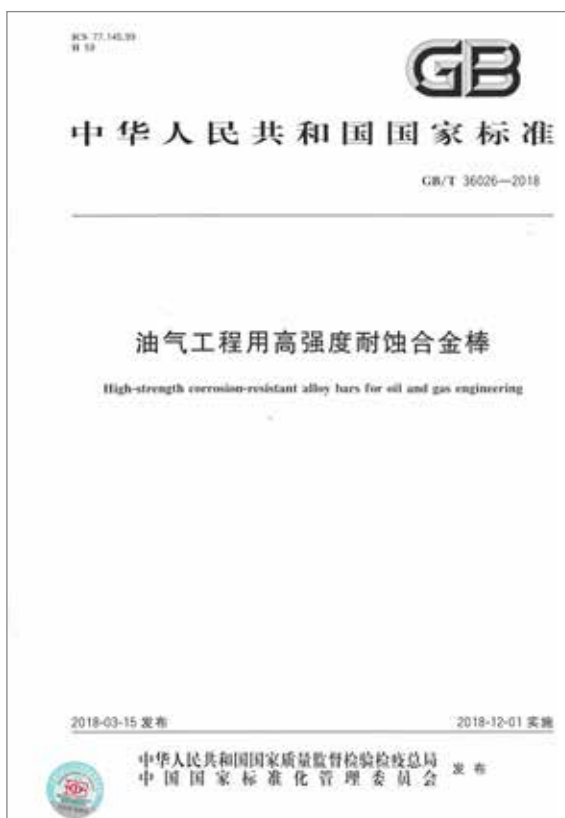 ICS 77.140.99
H 59
GB
中华人民共和国国家标准
GB/T 36026—2018
油气工程用高强度耐蚀合金棒
High-strength corrosion-resistant alloy bars for oil and gas engineering
2018-03-15 发布
2018-12-01 实施
中华人民共和国国家质量监督检验检疫总局
中国国家标准化管理委员会
发布